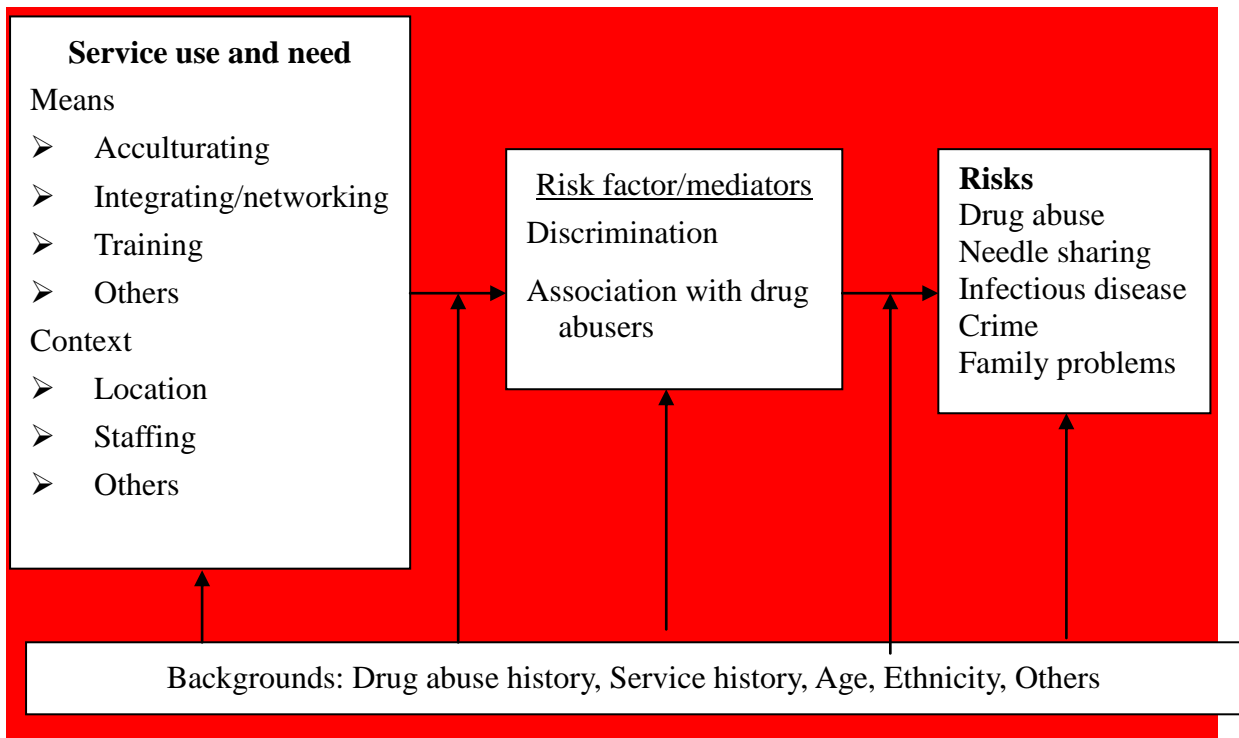 Service use and need
Means
➢ Acculturating
➢ Integrating/networking
➢ Training
➢ Others
Context
➢ Location
➢ Staffing
➢ Others
Risk factor/mediators
Discrimination
Association with drug
abusers
Risks
Drug abuse
Needle sharing
Infectious disease
Crime
Family problems
Backgrounds: Drug abuse history, Service history, Age, Ethnicity, Others